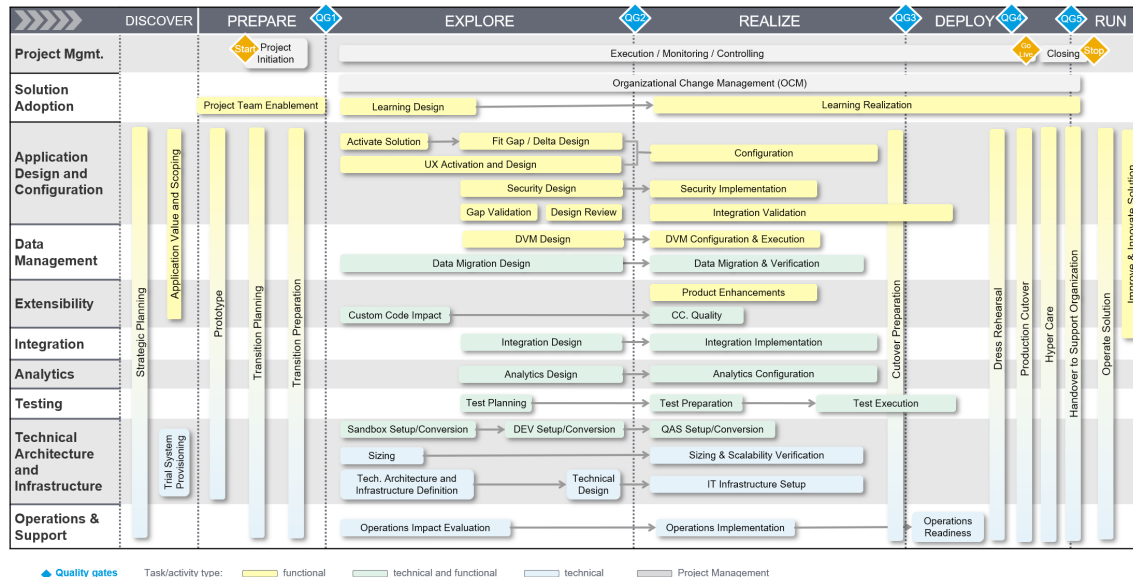 DISCOVER
PREPARE
QG1
EXPLORE
QG2
REALIZE
QG3
DEPLOY
QG4
QG5
RUN
Project Mgmt.
Start
Project
Initiation
Execution / Monitoring / Controlling
Go
Live
Closing
Stop
Solution
Adoption
Organizational Change Management (OCM)
Project Team Enablement
Learning Design
Learning Realization
Application
Design and
Configuration
Activate Solution
Fit Gap / Delta Design
UX Activation and Design
Configuration
Security Design
Security Implementation
Gap Validation
Design Review
Integration Validation
Data
Management
DVM Design
DVM Configuration & Execution
Data Migration Design
Data Migration & Verification
Extensibility
Product Enhancements
Custom Code Impact
CC. Quality
Integration
Integration Design
Integration Implementation
Analytics
Analytics Design
Analytics Configuration
Testing
Test Planning
Test Preparation
Test Execution
Technical
Architecture
and
Infrastructure
Sandbox Setup/Conversion
DEV Setup/Conversion
QAS Setup/Conversion
Sizing
Sizing & Scalability Verification
Tech. Architecture and
Infrastructure Definition
Technical
Design
IT Infrastructure Setup
Operations &
Support
Operations Impact Evaluation
Operations Implementation
Operations
Readiness
Strategic Planning
Application Value and Scoping
Trial System
Provisioning
Prototype
Transition Planning
Transition Preparation
Cutover Preparation
Dress Rehearsal
Production Cutover
Hyper Care
Handover to Support Organization
Operate Solution
Improve & Innovate Solution
Quality gates
Task/activity type:
functional
technical and functional
technical
Project Management